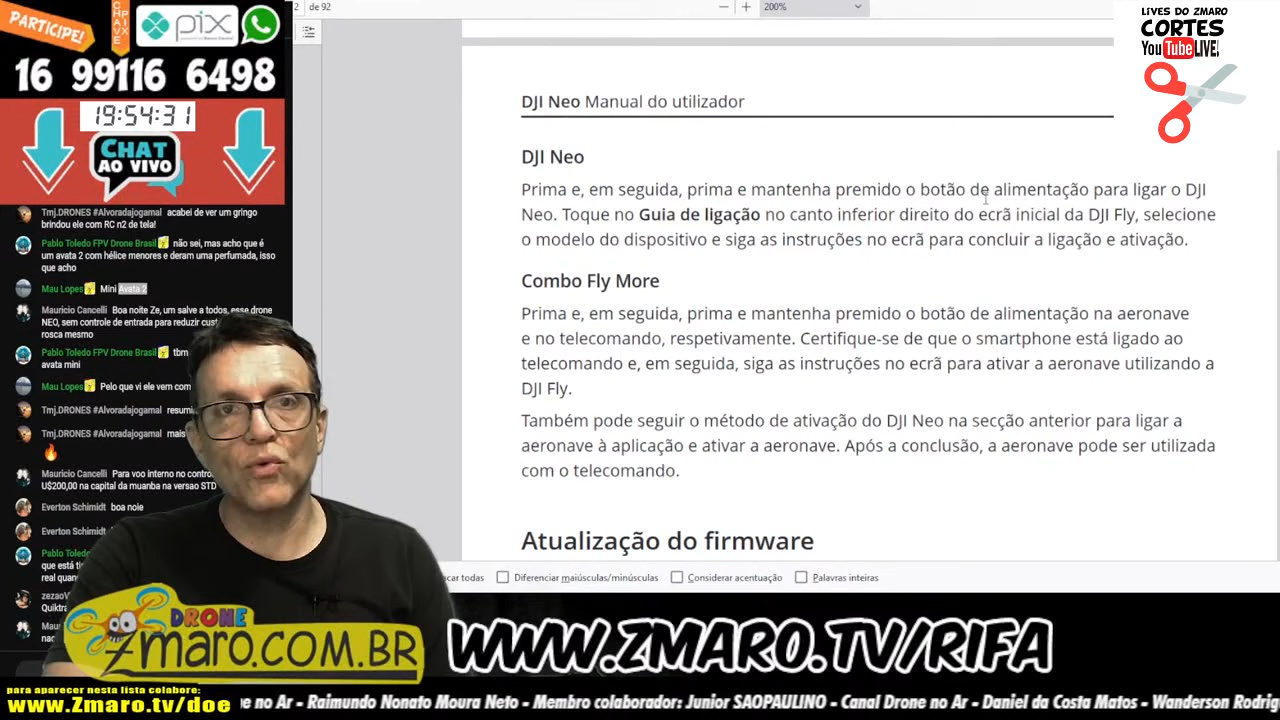 PARTICIPE!
CHAVE PIX
pix
16 99116 6498
19:54:31
CHAT
AO VIVO
Tmj.DRONES #Alvoradajogamal acabei de ver um gringo
brindou ele com RC n2 de tela!
Pablo Toledo FPV Drone Brasil não sei, mas acho que é
um avata 2 com hélice menores e deram uma perfumada, isso
que acho
Mau Lopes Mini Avata 2
Mauricio Cancelli Boa noite Ze, um salve a todos, esse drone
NEO, sem controle de entrada para reduzir
rosca mesmo
Pablo Toledo FPV Drone Brasil tbm
avata mini
Mau Lopes Pelo que vi ele vem com
Tmj.DRONES #Alvoradajogamal
Tmj.DRONES #Alvoradajogamal mais
Mauricio Cancelli Para voo interno no
U$200,00 na capital da muanba na versao STD
Everton Schimidt boa noie
Everton Schimidt
Pablo
que está
real
2 de 92
200%
LIVES DO ZMARO
CORTES
YouTube LIVE!
DJI Neo Manual do utilizador
DJI Neo
Prima e, em seguida, prima e mantenha premido o botão de alimentação para ligar o DJI
Neo. Toque no Guia de ligação no canto inferior direito do ecrã inicial da DJI Fly, selecione
o modelo do dispositivo e siga as instruções no ecrã para concluir a ligação e ativação.
Combo Fly More
Prima e, em seguida, prima e mantenha premido o botão de alimentação na aeronave
e no telecomando, respetivamente. Certifique-se de que o smartphone está ligado ao
telecomando e, em seguida, siga as instruções no ecrã para ativar a aeronave utilizando a
DJI Fly.
Também pode seguir o método de ativação do DJI Neo na secção anterior para ligar a
aeronave à aplicação e ativar a aeronave. Após a conclusão, a aeronave pode ser utilizada
com o telecomando.
Atualização do firmware
todas Diferenciar maiúsculas/minúsculas Considerar acentuação Palavras inteiras
DRONE
Zmaro.COM.BR
WWW.ZMARO.TV/RIFA
para aparecer nesta lista colabore:
www.Zmaro.tv/doe
no Ar - Raimundo Nonato Moura Neto - Membro colaborador: Junior SAOPAULINO - Canal Drone no Ar - Daniel da Costa Matos - Wanderson